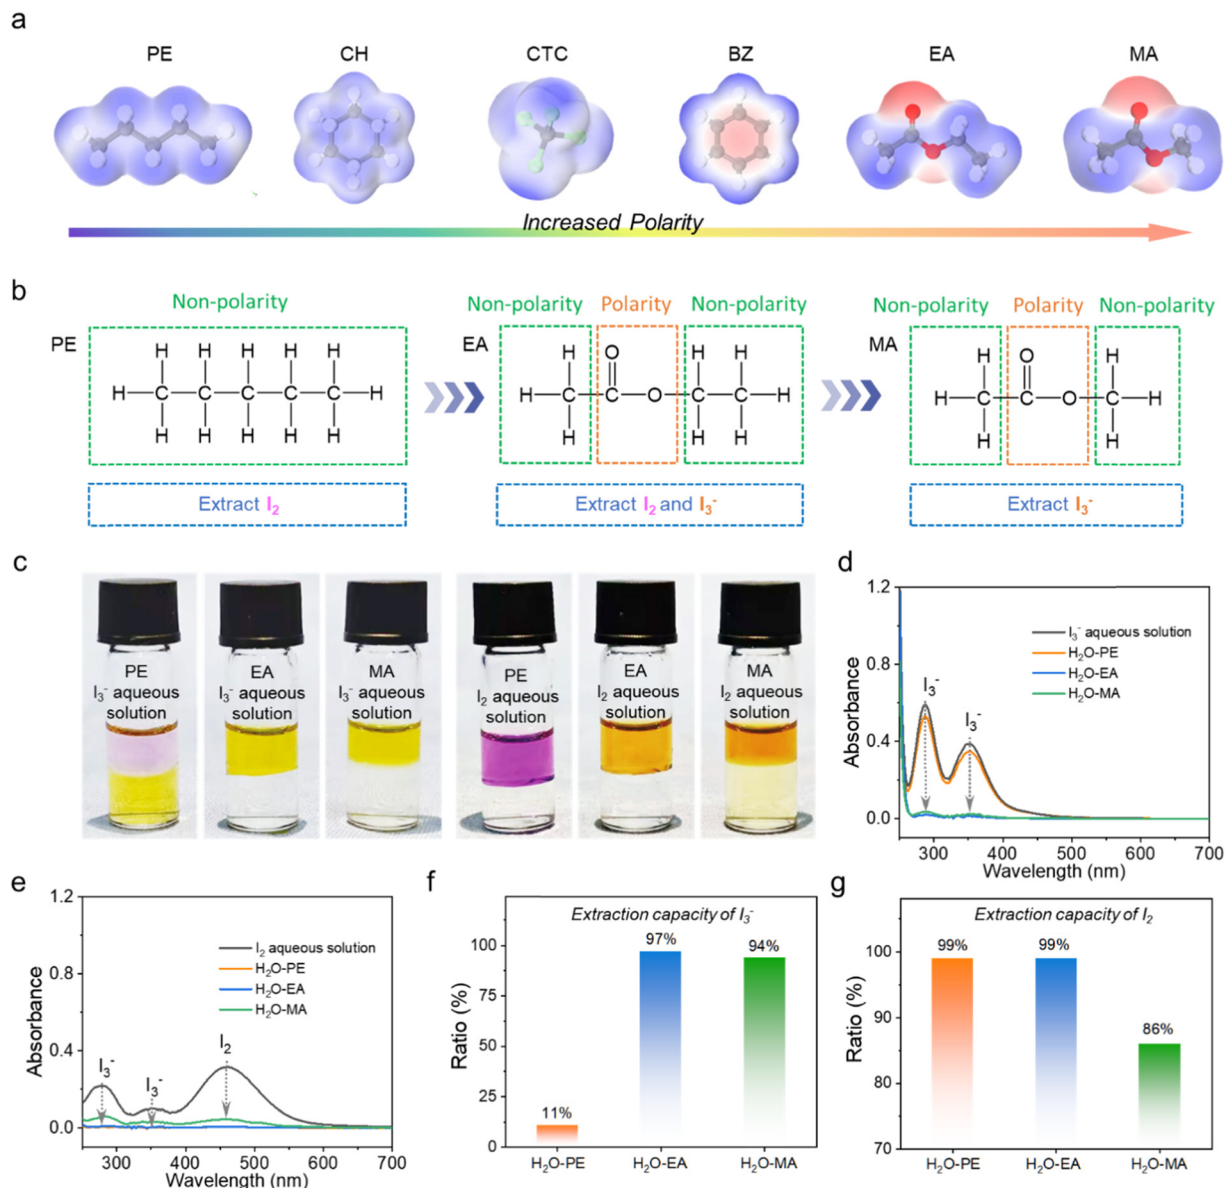 a
PE CH CTC BZ EA MA
Increased Polarity
b
Non-polarity Non-polarity Polarity Non-polarity Non-polarity Polarity Non-polarity
PE
H H H H H
H C C C C C H
H H H H H
EA
H O H H
H C C O C C H
H H H
MA
H O H
H C C O C H
H H
Extract I₂
Extract I₂ and I₃⁻
Extract I₃⁻
c
PE
I₃⁻ aqueous
solution
EA
I₃⁻ aqueous
solution
MA
I₃⁻ aqueous
solution
PE
I₂ aqueous
solution
EA
I₂ aqueous
solution
MA
I₂ aqueous
solution
d
1.2
0.8
0.4
0.0
Absorbance
I₃⁻ aqueous solution
H₂O-PE
H₂O-EA
H₂O-MA
I₃⁻
I₃⁻
300 400 500 600 700
Wavelength (nm)
e
1.2
0.8
0.4
0.0
Absorbance
I₂ aqueous solution
H₂O-PE
H₂O-EA
H₂O-MA
I₃⁻
I₃⁻
I₂
300 400 500 600 700
Wavelength (nm)
f
Extraction capacity of I₃⁻
100
75
50
25
0
Ratio (%)
11%
97%
94%
H₂O-PE H₂O-EA H₂O-MA
g
Extraction capacity of I₂
100
90
80
70
Ratio (%)
99%
99%
86%
H₂O-PE H₂O-EA H₂O-MA